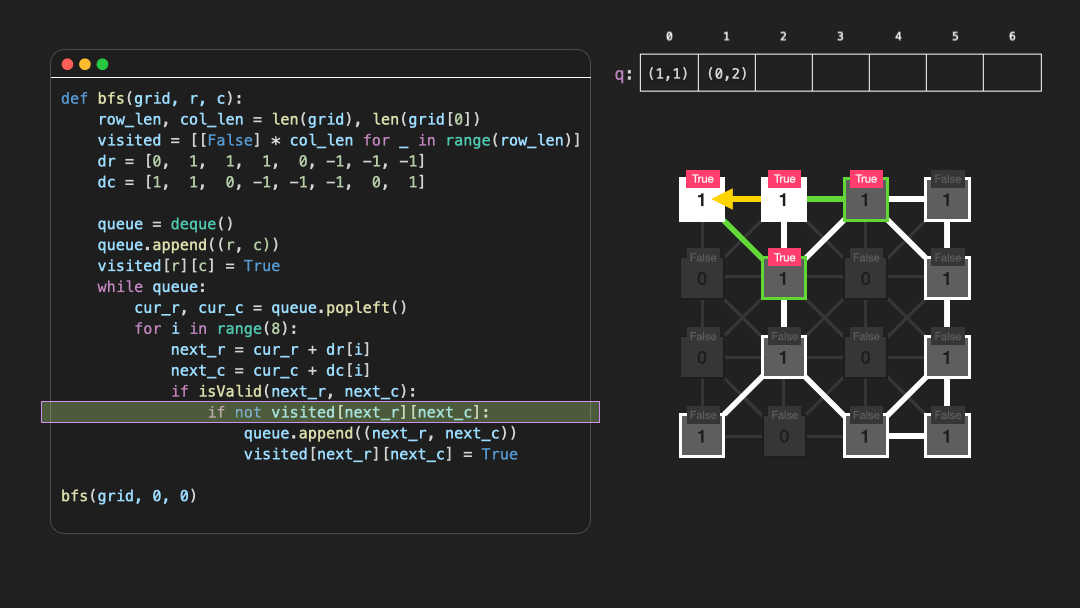 0 1 2 3 4 5 6
q: (1,1) (0,2)
def bfs(grid, r, c):
    row_len, col_len = len(grid), len(grid[0])
    visited = [[False] * col_len for _ in range(row_len)]
    dr = [0,  1,  1,  1,  0, -1, -1, -1]
    dc = [1,  1,  0, -1, -1, -1,  0,  1]
    queue = deque()
    queue.append((r, c))
    visited[r][c] = True
    while queue:
        cur_r, cur_c = queue.popleft()
        for i in range(8):
            next_r = cur_r + dr[i]
            next_c = cur_c + dc[i]
            if isValid(next_r, next_c):
                if not visited[next_r][next_c]:
                    queue.append((next_r, next_c))
                    visited[next_r][next_c] = True
bfs(grid, 0, 0)
True True True False
1 1 1 1
False True False False
0 1 0 1
False False False False
0 1 0 1
False False False False
1 0 1 1